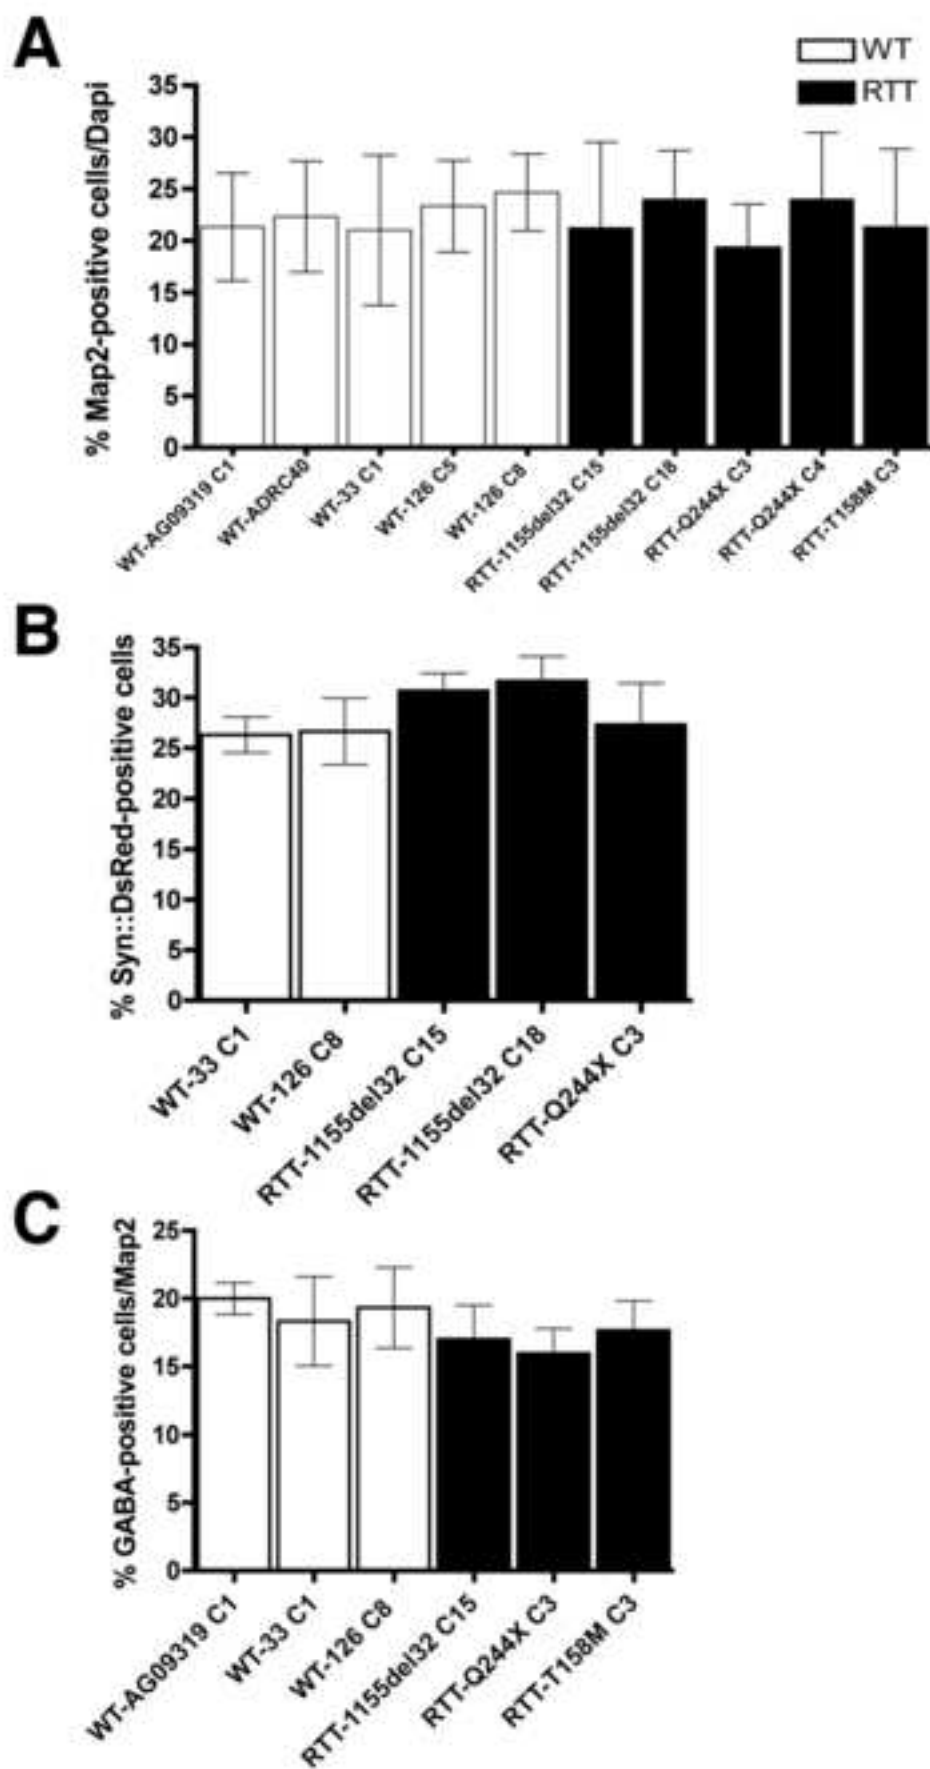 A
WT
RTT
% Map2-positive cells/Dapi
35
30
25
20
15
10
5
0
WT-AG09319 C1
WT-ADRC40
WT-33 C1
WT-126 C5
WT-126 C8
RTT-1155del32 C15
RTT-1155del32 C18
RTT-Q244X C3
RTT-Q244X C4
RTT-T158M C3
B
% Syn::DsRed-positive cells
35
30
25
20
15
10
5
0
WT-33 C1
WT-126 C8
RTT-1155del32 C15
RTT-1155del32 C18
RTT-Q244X C3
C
% GABA-positive cells/Map2
25
20
15
10
5
0
WT-AG09319 C1
WT-33 C1
WT-126 C8
RTT-1155del32 C15
RTT-Q244X C3
RTT-T158M C3